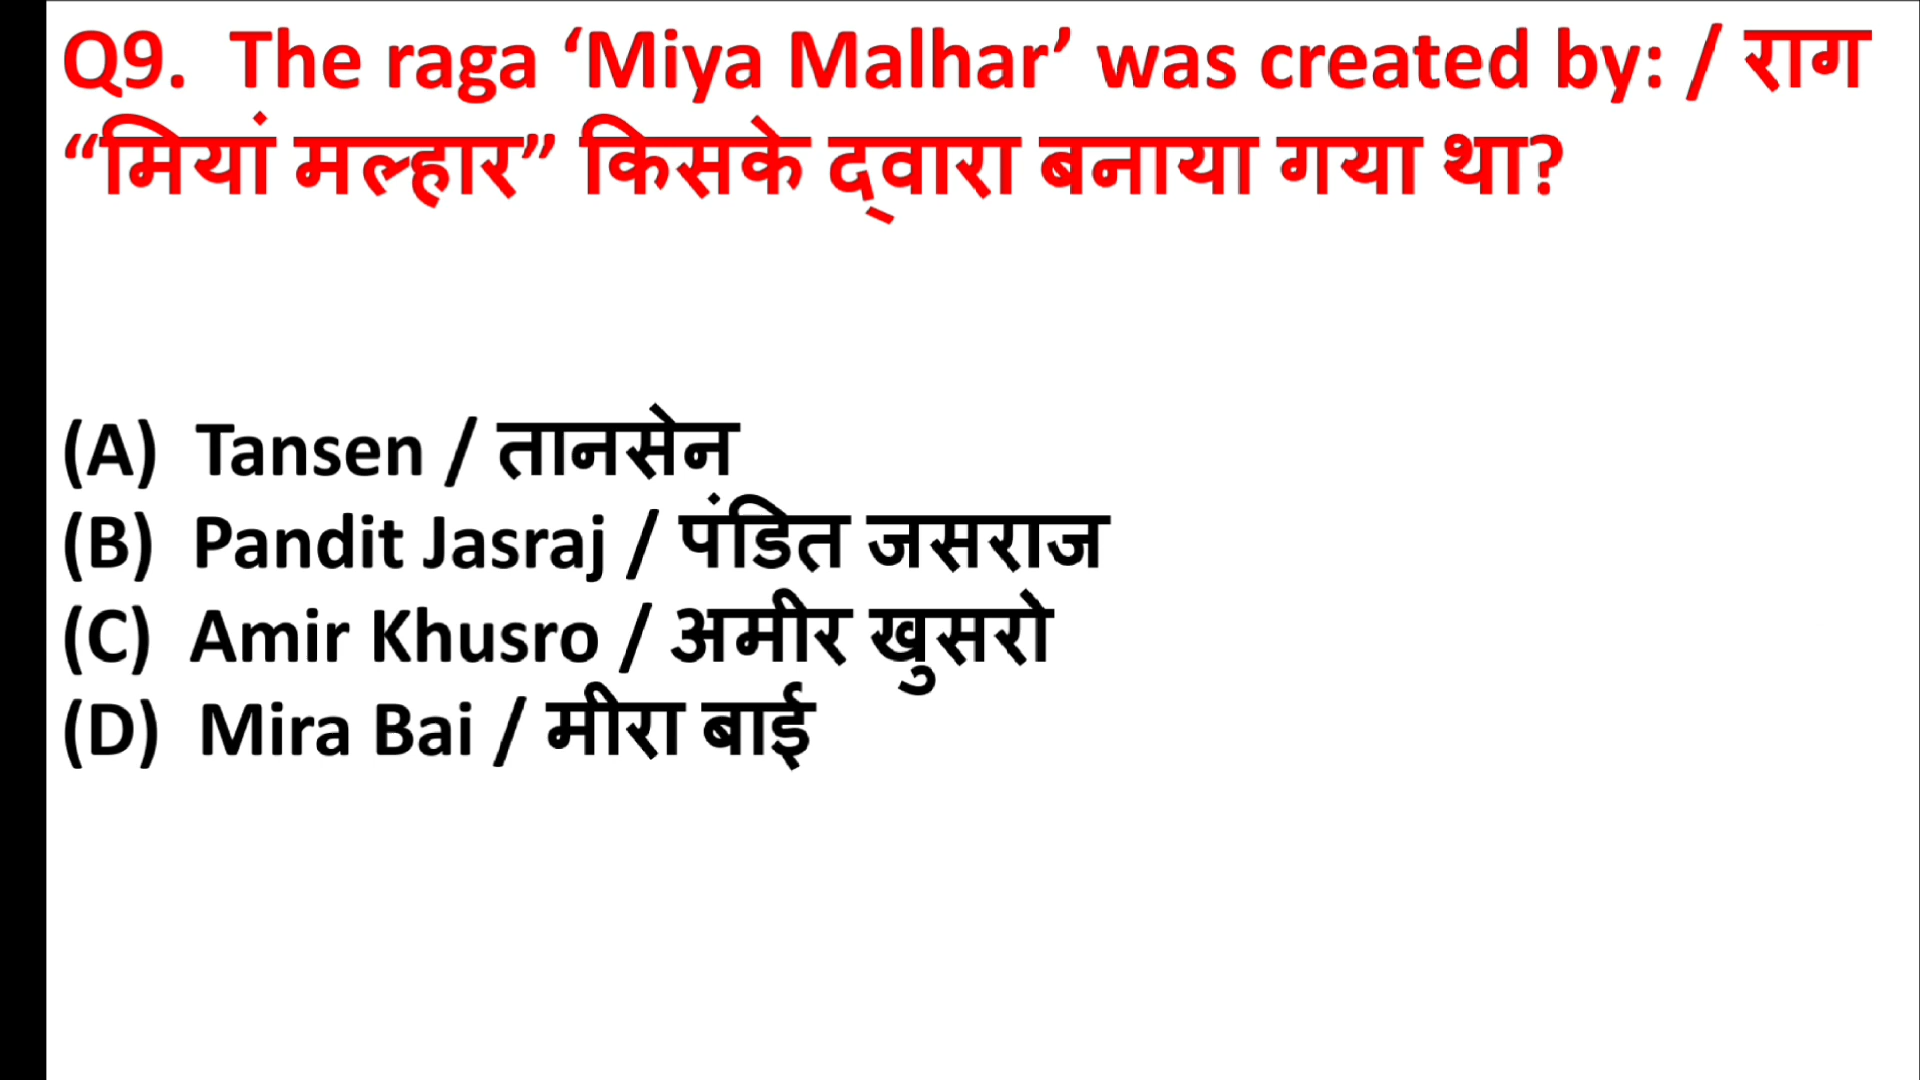 Q9. The raga ‘Miya Malhar’ was created by: / राग
“मियां मल्हार” किसके द्वारा बनाया गया था?
(A) Tansen / तानसेन
(B) Pandit Jasraj / पंडित जसराज
(C) Amir Khusro / अमीर खुसरो
(D) Mira Bai / मीरा बाई